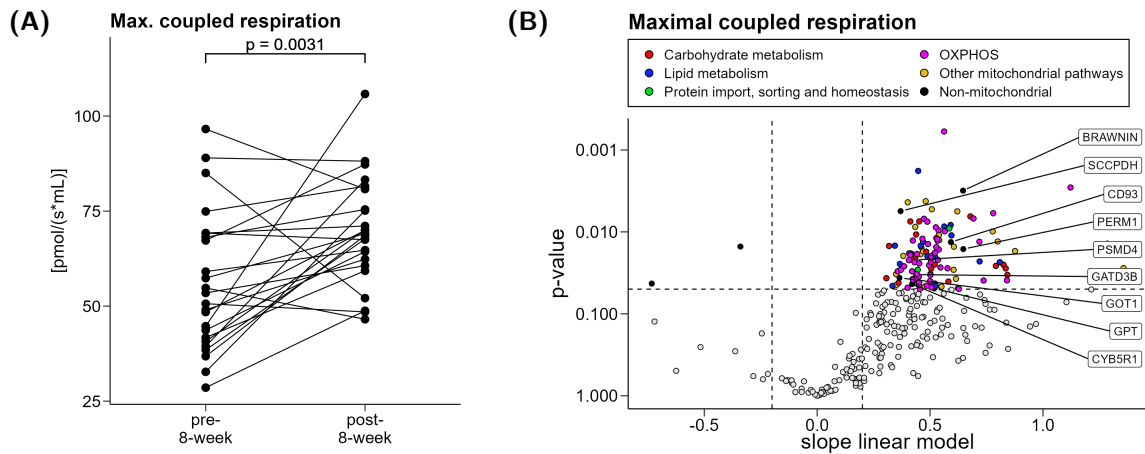 (A)
Max. coupled respiration
p = 0.0031
[pmol/(s*mL)]
100
75
50
25
pre-
8-week
post-
8-week
(B)
Maximal coupled respiration
Carbohydrate metabolism
Lipid metabolism
Protein import, sorting and homeostasis
OXPHOS
Other mitochondrial pathways
Non-mitochondrial
p-value
0.001
0.010
0.100
1.000
BRAWNIN
SCCPDH
CD93
PERM1
PSMD4
GATD3B
GOT1
GPT
CYB5R1
-0.5
0.0
0.5
1.0
slope linear model